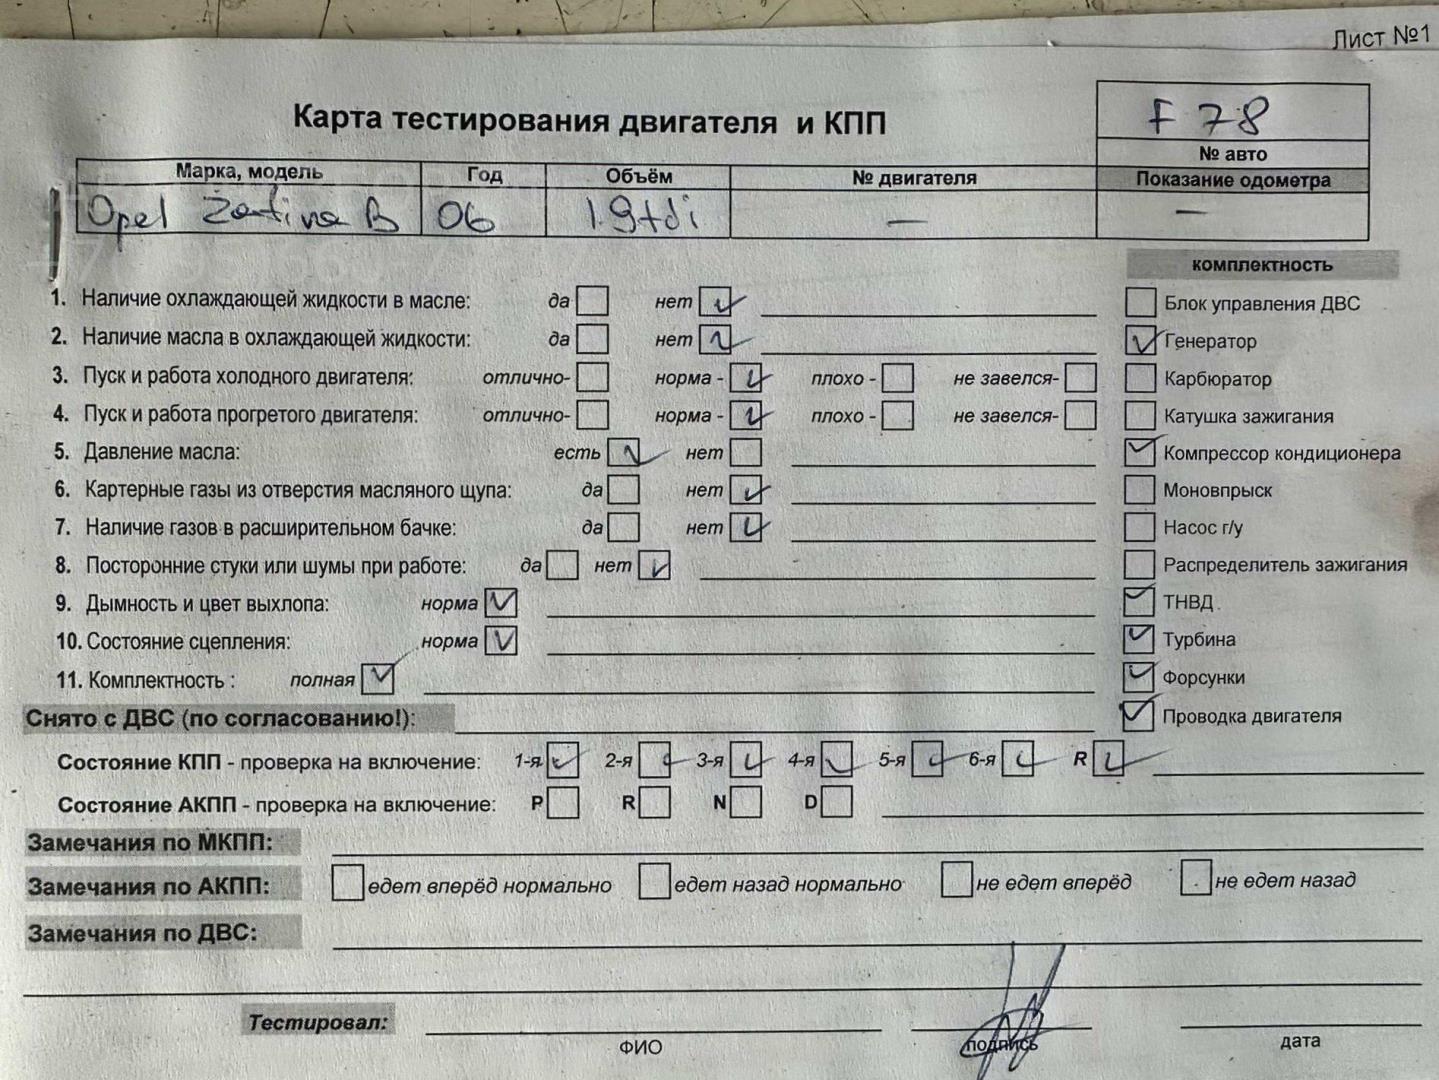 Лист №1
Карта тестирования двигателя и КПП
F 78
№ авто
Марка, модель Год Объём № двигателя Показание одометра
Opel Zafira B 06 1.9tdi — —
комплектность
1. Наличие охлаждающей жидкости в масле: да нет Блок управления ДВС
2. Наличие масла в охлаждающей жидкости: да нет Генератор
3. Пуск и работа холодного двигателя: отлично- норма - плохо - не завелся- Карбюратор
4. Пуск и работа прогретого двигателя: отлично- норма - плохо - не завелся- Катушка зажигания
5. Давление масла: есть нет Компрессор кондиционера
6. Картерные газы из отверстия масляного щупа: да нет Моновпрыск
7. Наличие газов в расширительном бачке: да нет Насос г/у
8. Посторонние стуки или шумы при работе: да нет Распределитель зажигания
9. Дымность и цвет выхлопа: норма ТНВД
10. Состояние сцепления: норма Турбина
11. Комплектность : полная Форсунки
Снято с ДВС (по согласованию!): Проводка двигателя
Состояние КПП - проверка на включение: 1-я 2-я 3-я 4-я 5-я 6-я R
Состояние АКПП - проверка на включение: P R N D
Замечания по МКПП:
Замечания по АКПП: едет вперёд нормально едет назад нормально не едет вперёд не едет назад
Замечания по ДВС:
Тестировал:
ФИО подпись дата